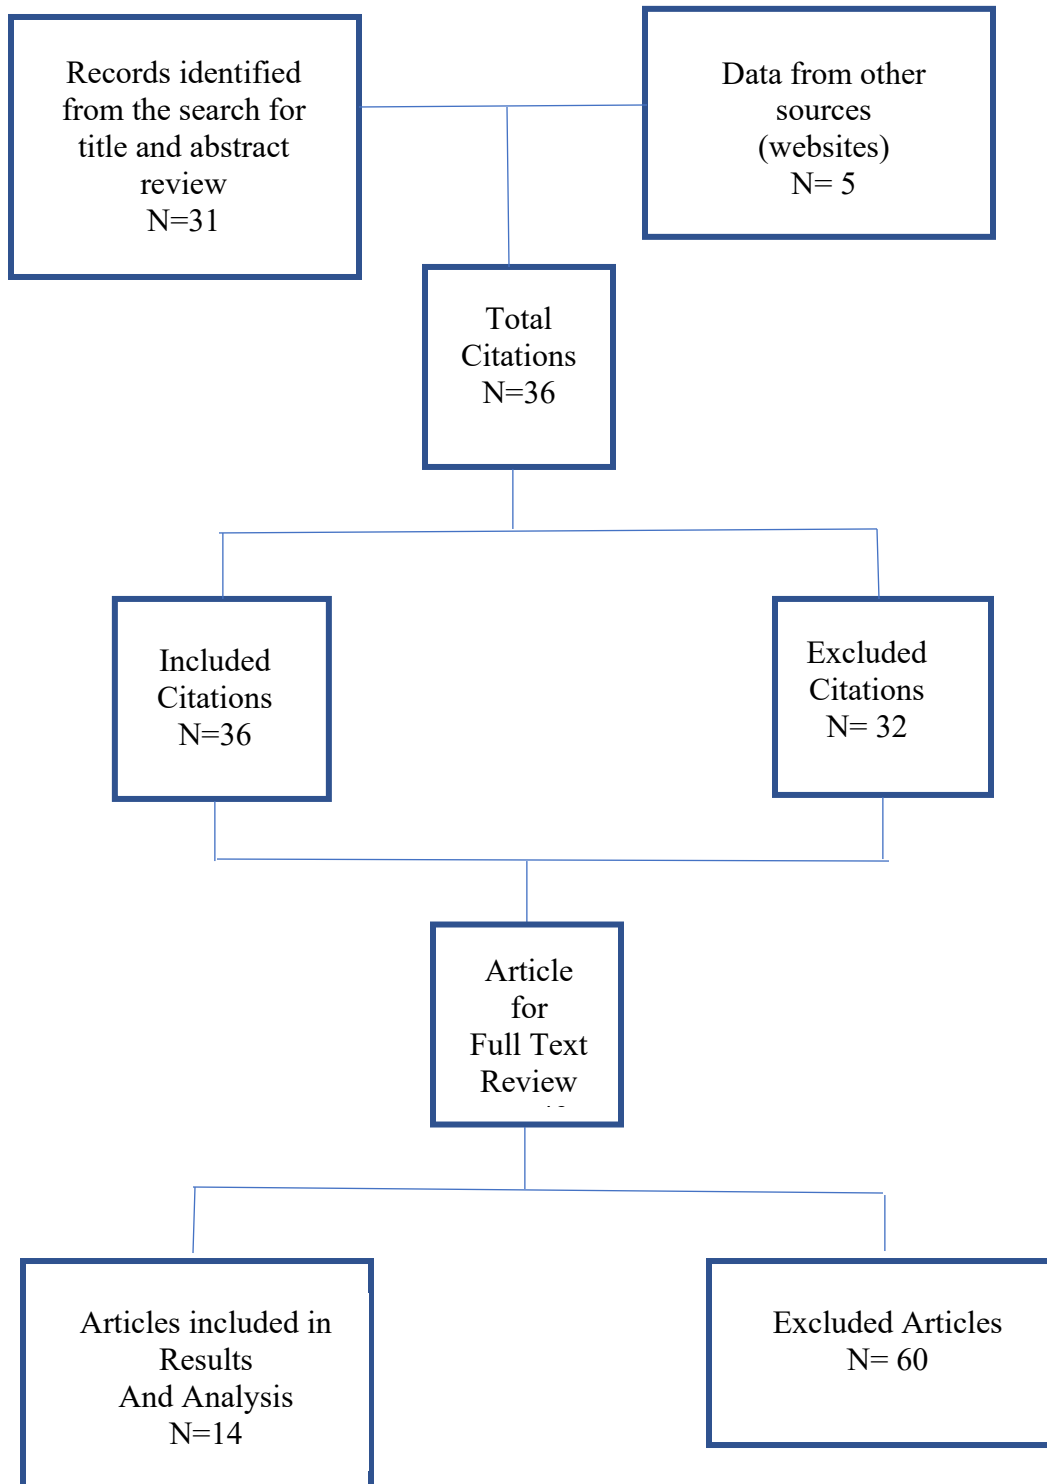 Records identified
from the search for
title and abstract
review
N=31
Data from other
sources
(websites)
N= 5
Total
Citations
N=36
Included
Citations
N=36
Excluded
Citations
N= 32
Article
for
Full Text
Review
Articles included in
Results
And Analysis
N=14
Excluded Articles
N= 60